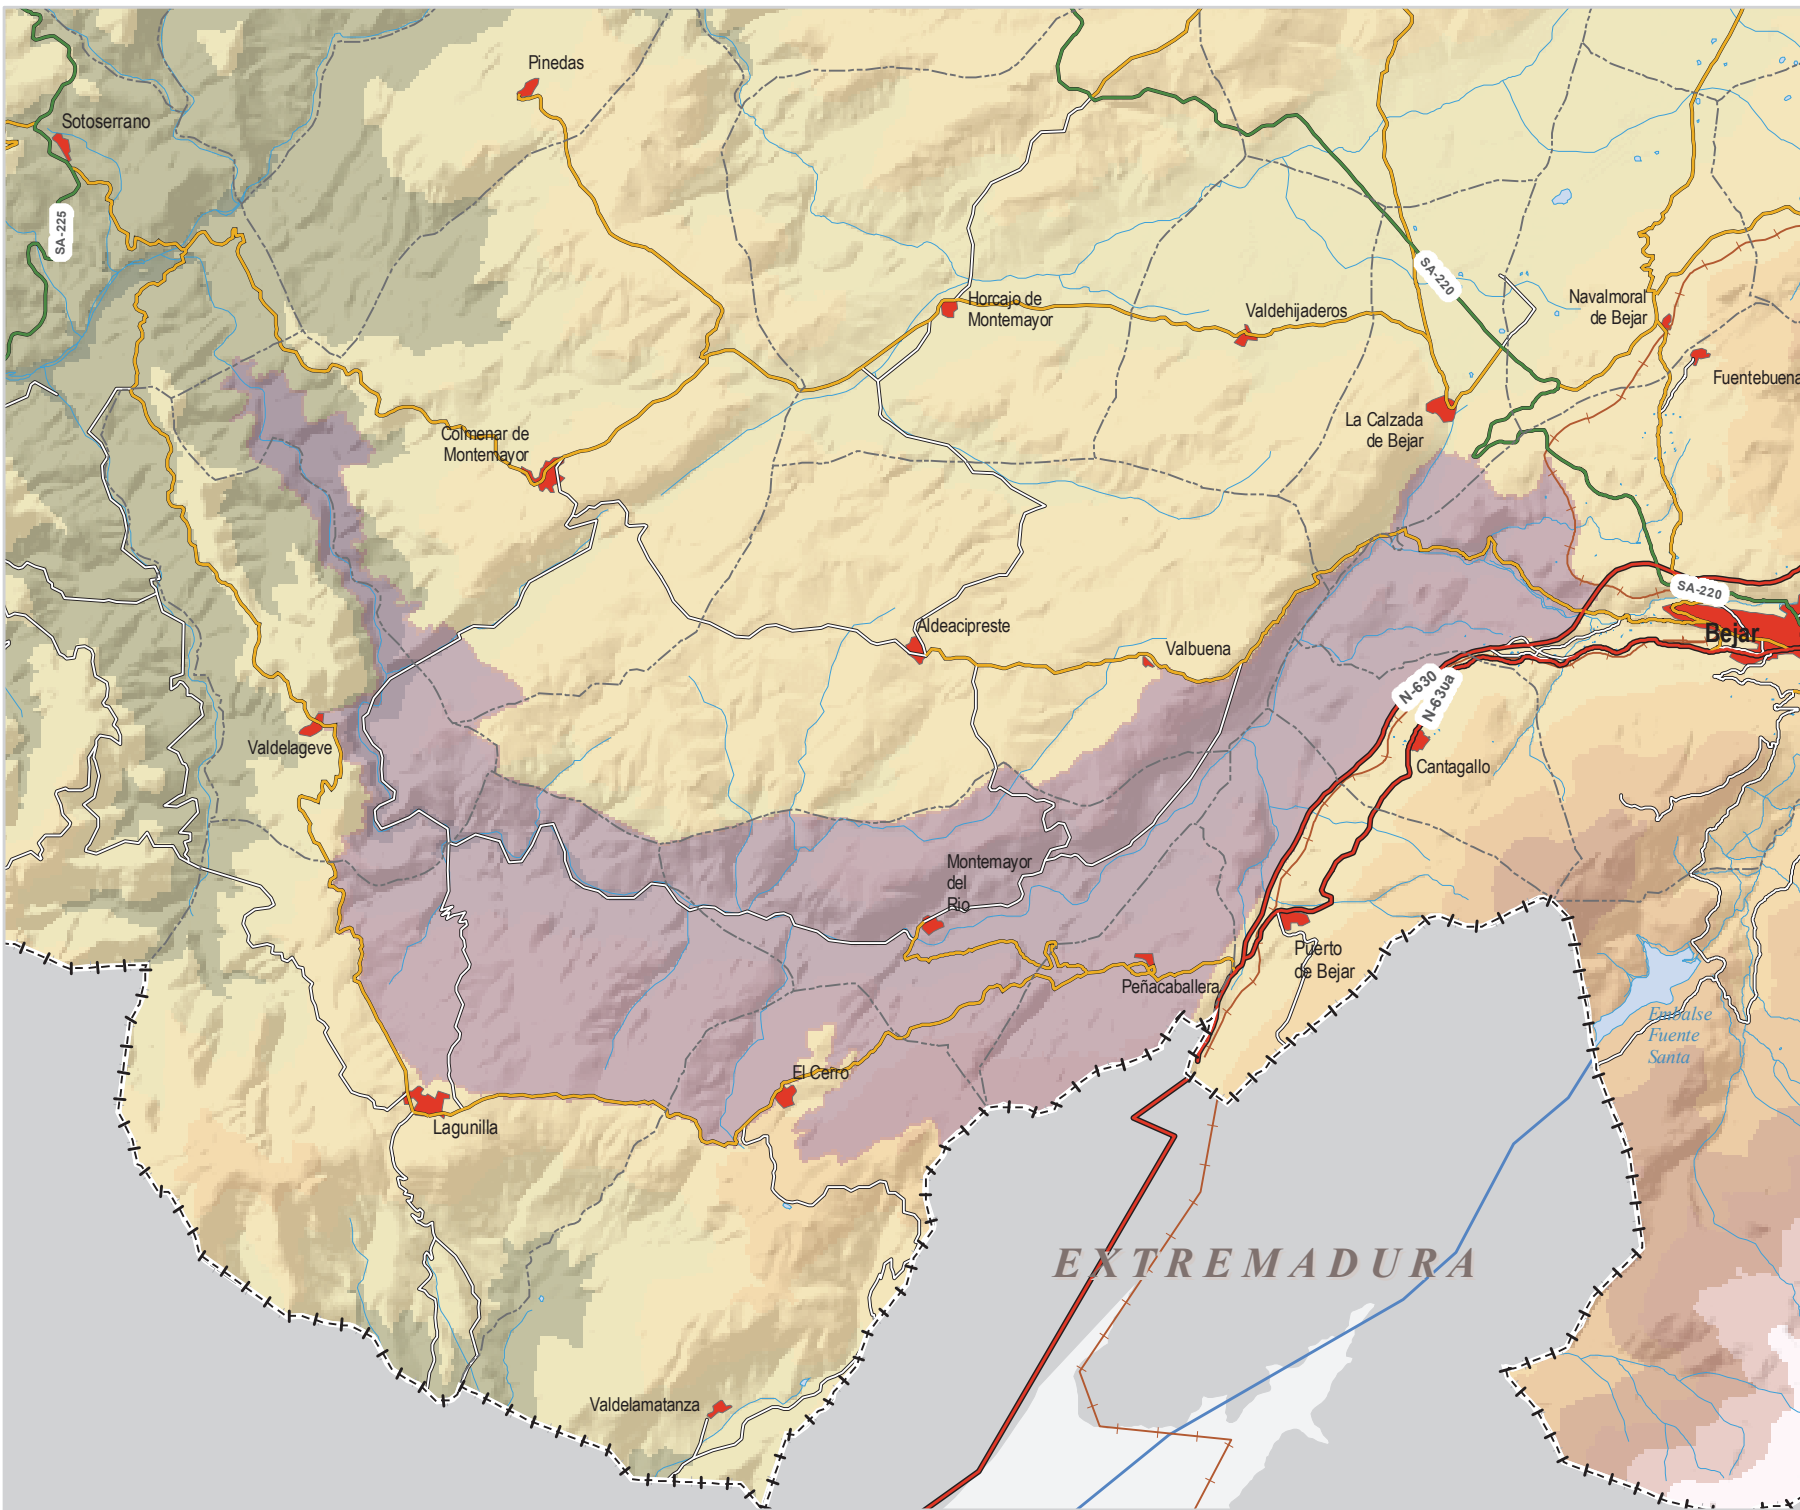 Pinedas
Sotoserrano
SA-225
SA-220
Horcajo de
Montemayor
Valdehijaderos
Navalmoral
de Bejar
Fuentebuena
La Calzada
de Bejar
Colmenar de
Montemayor
SA-220
Bejar
Aldeacipreste
Valbuena
N-630
N-63ua
Valdelageve
Cantagallo
Montemayor
del
Rio
Puerto
de Bejar
Peñacaballera
Embalse
Fuente
Santa
El Cerro
Lagunilla
EXTREMADURA
Valdelamatanza